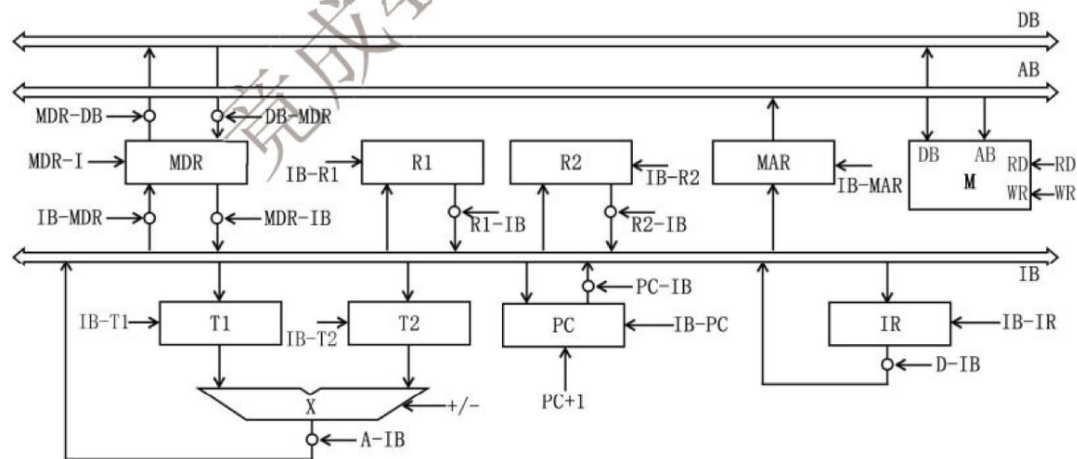 DB
AB
MDR-DB
DB-MDR
MDR-I
MDR
IB-R1
R1
R2
IB-R2
MAR
IB-MAR
DB
AB
M
RD
RD
WR
WR
IB-MDR
MDR-IB
R1-IB
R2-IB
IB
IB-T1
T1
IB-T2
T2
PC-IB
PC
IB-PC
IR
IB-IR
D-IB
X
+/-
PC+1
A-IB
竟成